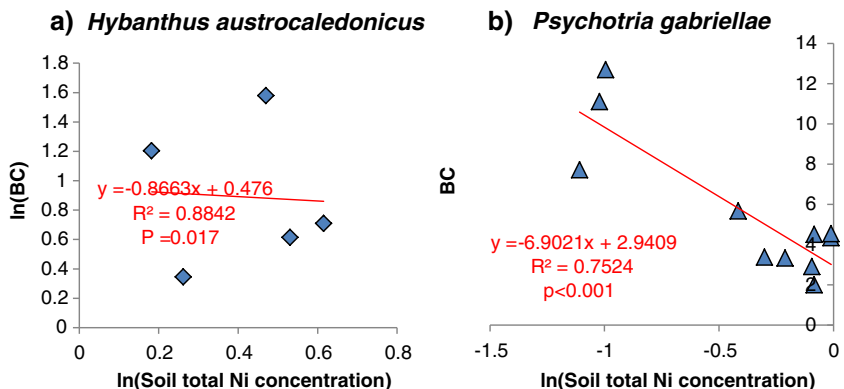 a) Hybanthus austrocaledonicus
1.8
1.6
1.4
1.2
1
0.8
0.6
0.4
0.2
0
ln(BC)
y =-0.8663x + 0.476
R² = 0.8842
P =0.017
0 0.2 0.4 0.6 0.8
ln(Soil total Ni concentration)
b) Psychotria gabriellae
14
12
10
8
6
4
2
0
BC
y =-6.9021x + 2.9409
R² = 0.7524
p<0.001
-1.5 -1 -0.5 -0
ln(Soil total Ni concentration)